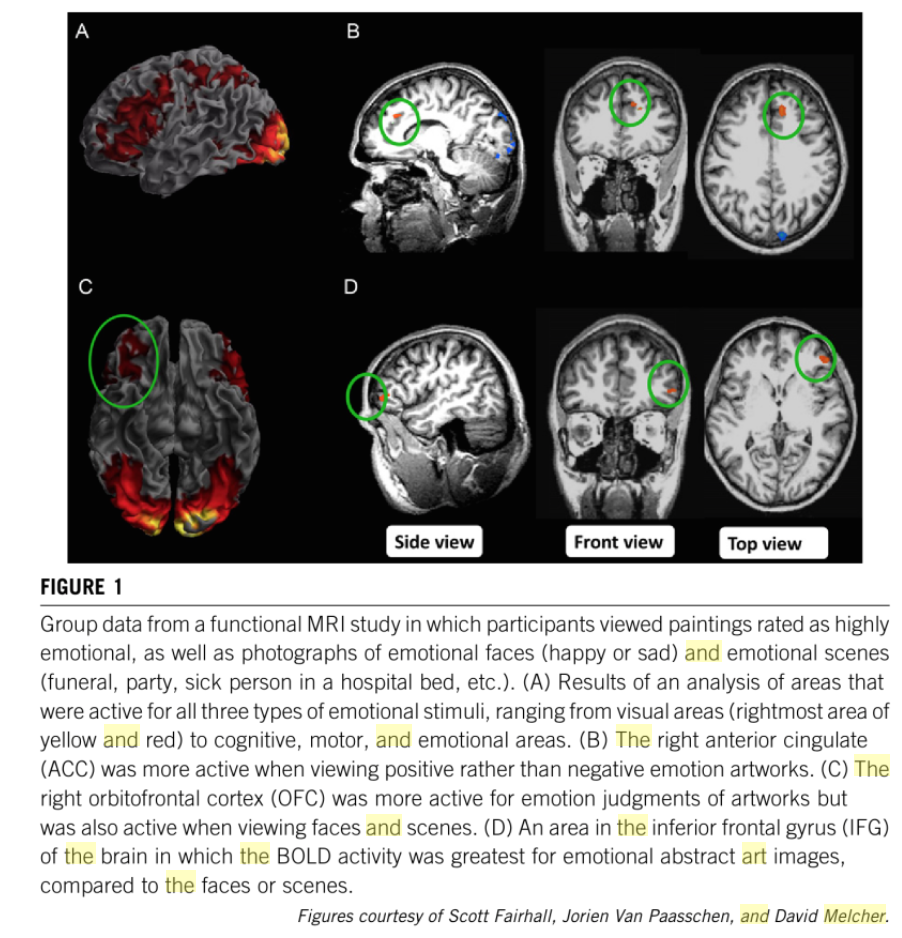 A
B
C
D
Side view
Front view
Top view
FIGURE 1
Group data from a functional MRI study in which participants viewed paintings rated as highly
emotional, as well as photographs of emotional faces (happy or sad) and emotional scenes
(funeral, party, sick person in a hospital bed, etc.). (A) Results of an analysis of areas that
were active for all three types of emotional stimuli, ranging from visual areas (rightmost area of
yellow and red) to cognitive, motor, and emotional areas. (B) The right anterior cingulate
(ACC) was more active when viewing positive rather than negative emotion artworks. (C) The
right orbitofrontal cortex (OFC) was more active for emotion judgments of artworks but
was also active when viewing faces and scenes. (D) An area in the inferior frontal gyrus (IFG)
of the brain in which the BOLD activity was greatest for emotional abstract art images,
compared to the faces or scenes.
Figures courtesy of Scott Fairhall, Jorien Van Paasschen, and David Melcher.